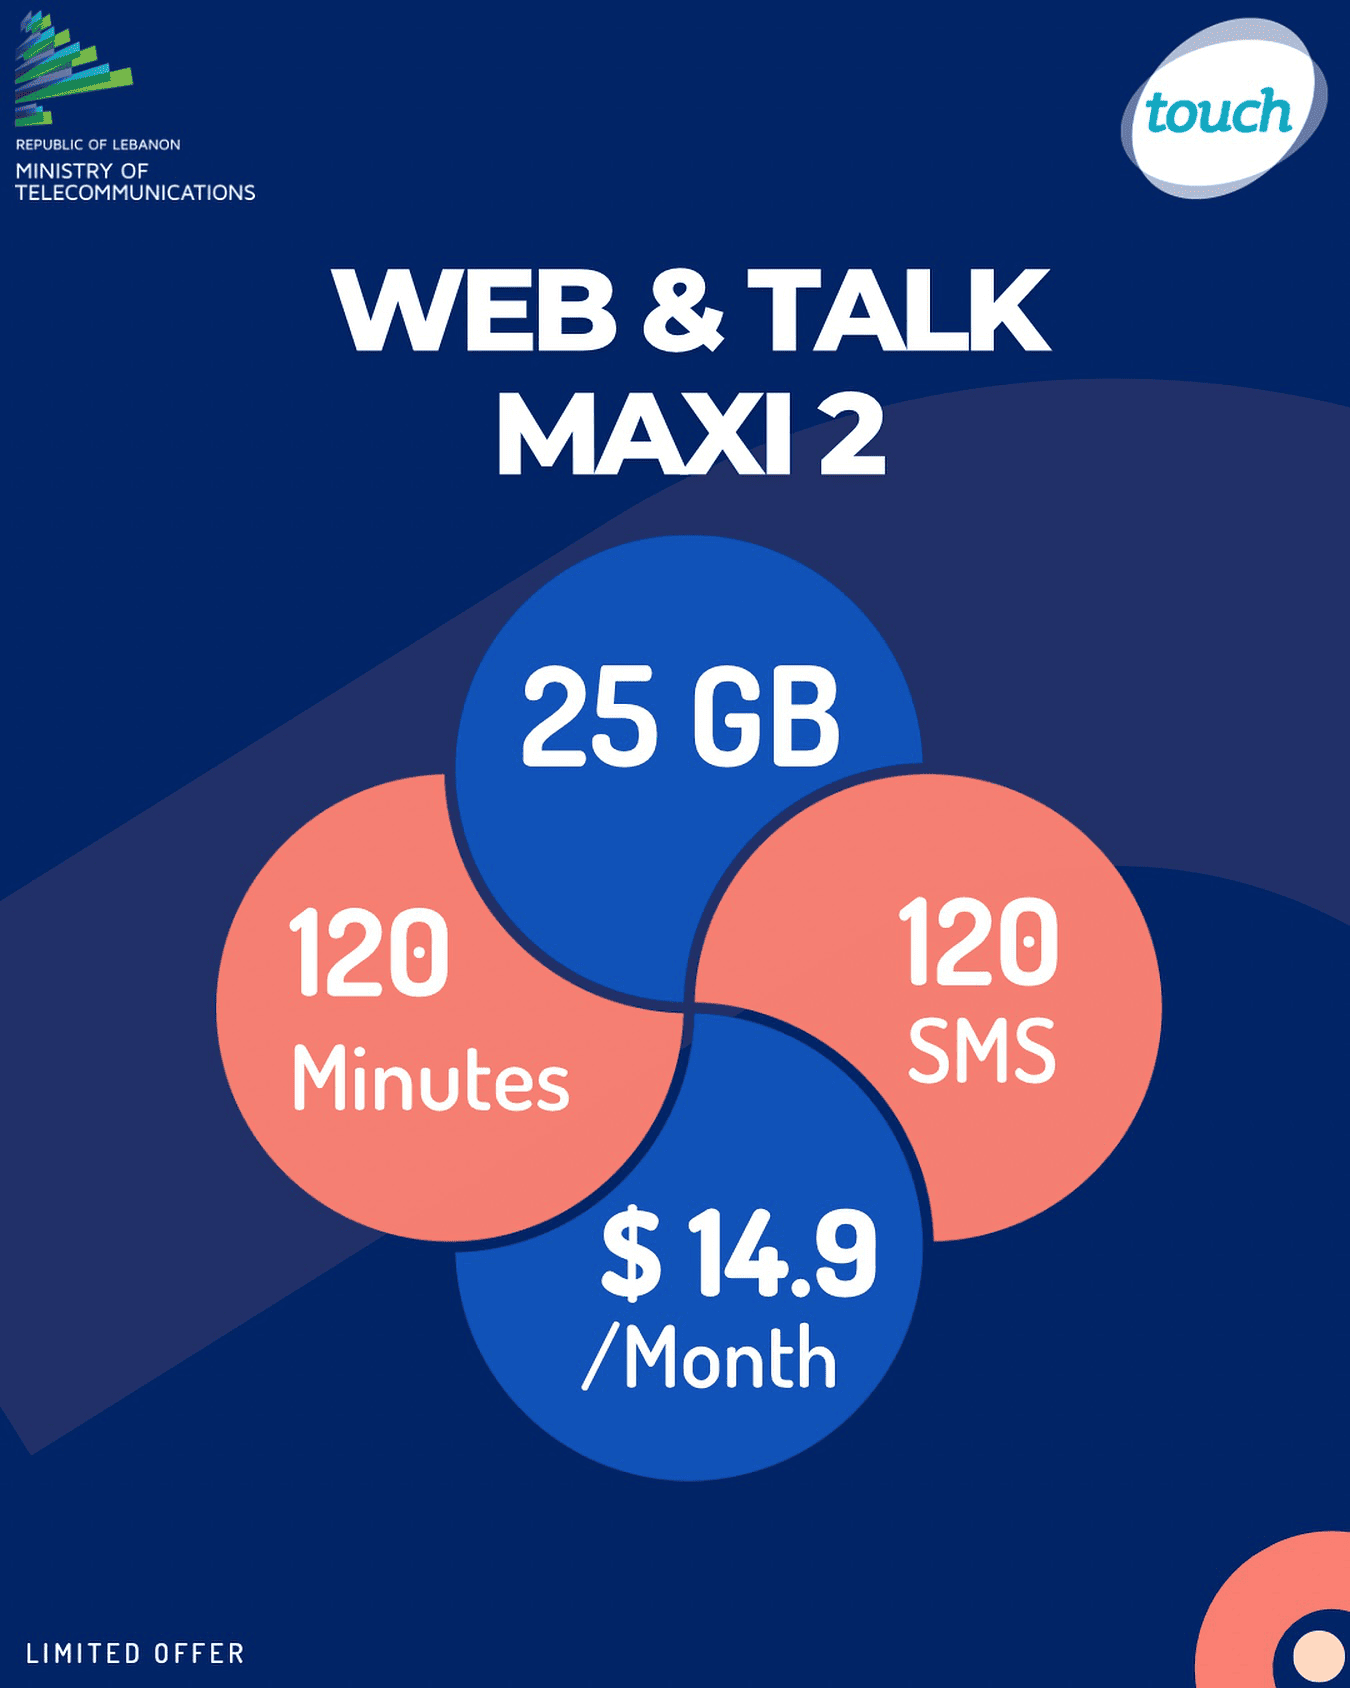 REPUBLIC OF LEBANON
MINISTRY OF
TELECOMMUNICATIONS
touch
WEB & TALK
MAXI 2
25 GB
120
Minutes
120
SMS
$ 14.9
/Month
LIMITED OFFER